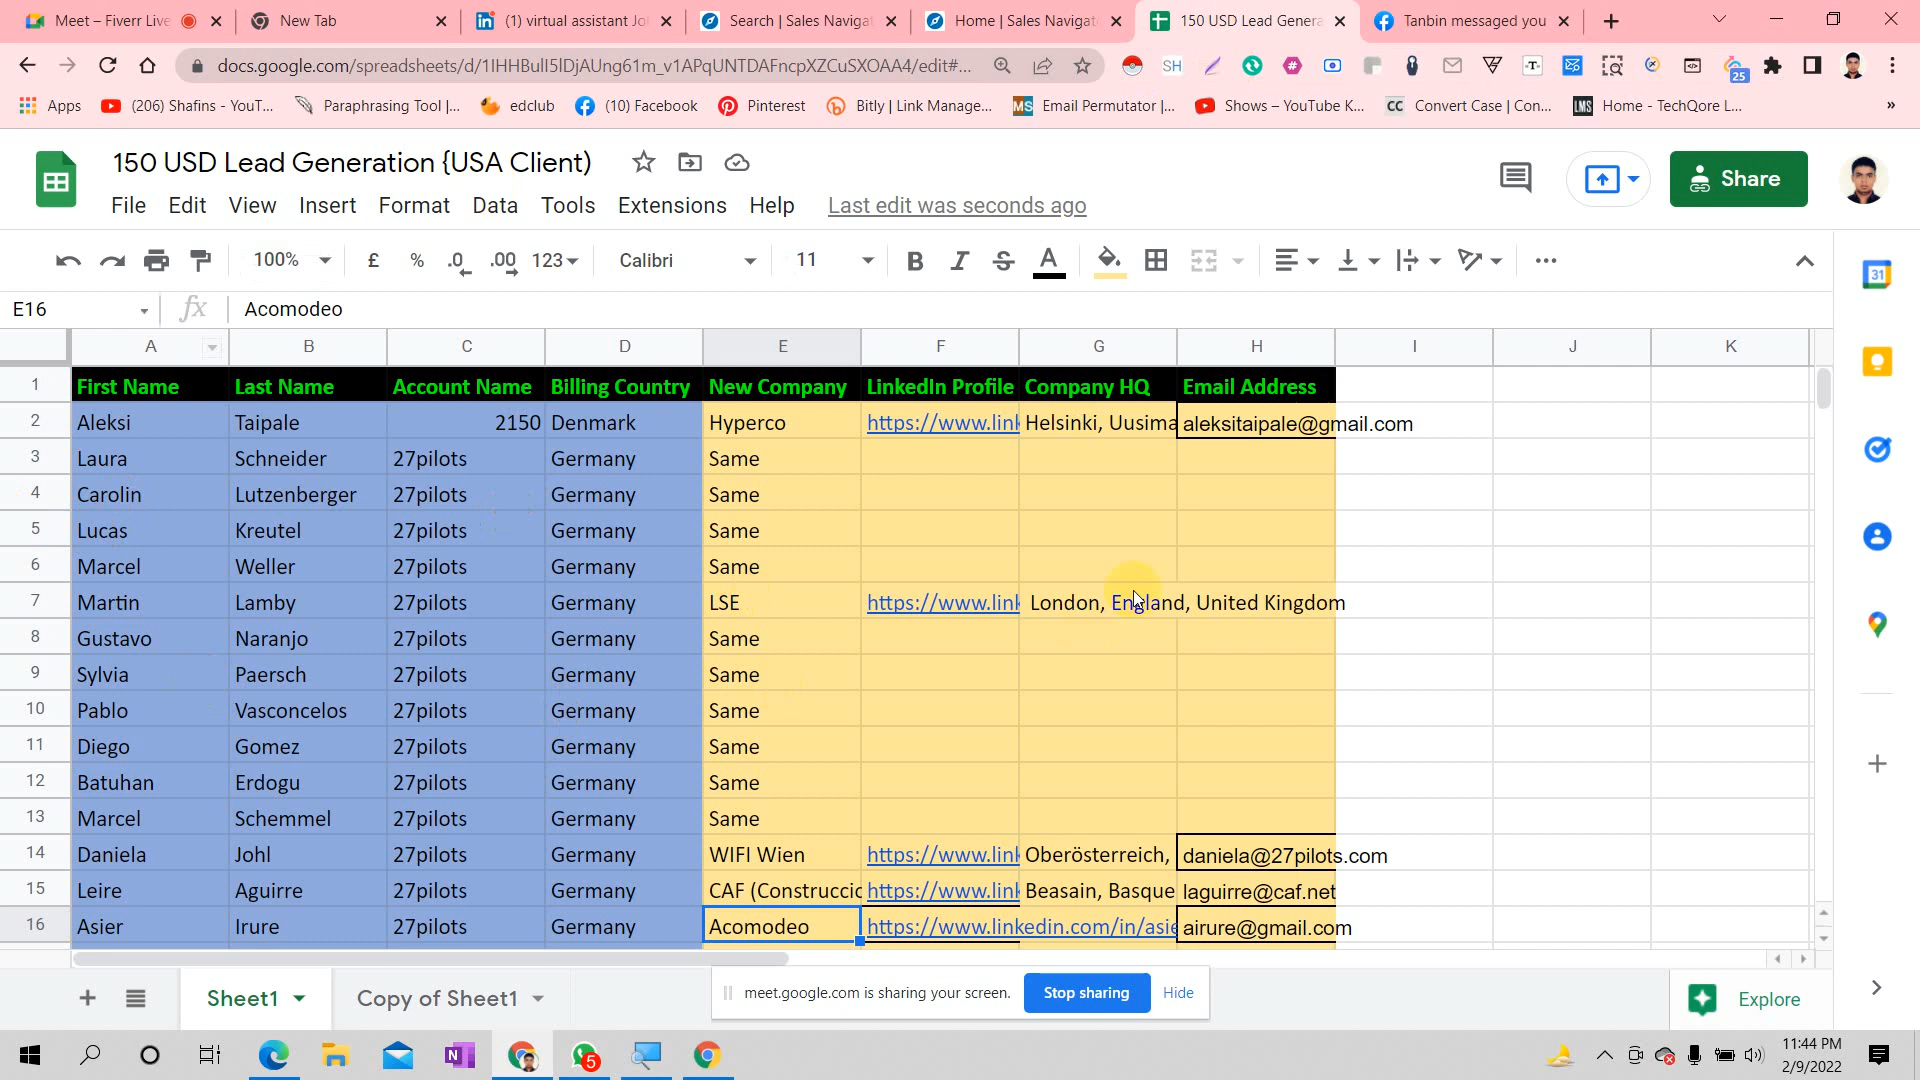 Meet – Fiverr Live
New Tab
(1) virtual assistant Jo
Search | Sales Navigat
Home | Sales Navigat
150 USD Lead Genera
Tanbin messaged you
docs.google.com/spreadsheets/d/1IHHBulI5lDjAUng61m_v1APqUNTDAFncpXZCuSXOAA4/edit#...
SH
25
Apps
(206) Shafins - YouT...
Paraphrasing Tool |...
edclub
(10) Facebook
Pinterest
Bitly | Link Manage...
MS
Email Permutator |...
Shows – YouTube K...
CC
Convert Case | Con...
LMS
Home - TechQore L...
»
150 USD Lead Generation {USA Client)
Share
File Edit View Insert Format Data Tools Extensions Help Last edit was seconds ago
100% £ % .0 .00 123 Calibri 11 B I S A
31
E16 fx Acomodeo
A B C D E F G H I J K
1 First Name Last Name Account Name Billing Country New Company LinkedIn Profile Company HQ Email Address
2 Aleksi Taipale 2150 Denmark Hyperco https://www.link Helsinki, Uusima aleksitaipale@gmail.com
3 Laura Schneider 27pilots Germany Same
4 Carolin Lutzenberger 27pilots Germany Same
5 Lucas Kreutel 27pilots Germany Same
6 Marcel Weller 27pilots Germany Same
7 Martin Lamby 27pilots Germany LSE https://www.link London, England, United Kingdom
8 Gustavo Naranjo 27pilots Germany Same
9 Sylvia Paersch 27pilots Germany Same
10 Pablo Vasconcelos 27pilots Germany Same
11 Diego Gomez 27pilots Germany Same
12 Batuhan Erdogu 27pilots Germany Same
13 Marcel Schemmel 27pilots Germany Same
14 Daniela Johl 27pilots Germany WIFI Wien https://www.link Oberösterreich, daniela@27pilots.com
15 Leire Aguirre 27pilots Germany CAF (Construccic https://www.link Beasain, Basque laguirre@caf.net
16 Asier Irure 27pilots Germany Acomodeo https://www.linkedin.com/in/asie airure@gmail.com
Sheet1 Copy of Sheet1
meet.google.com is sharing your screen. Stop sharing Hide
Explore
5
11:44 PM
2/9/2022